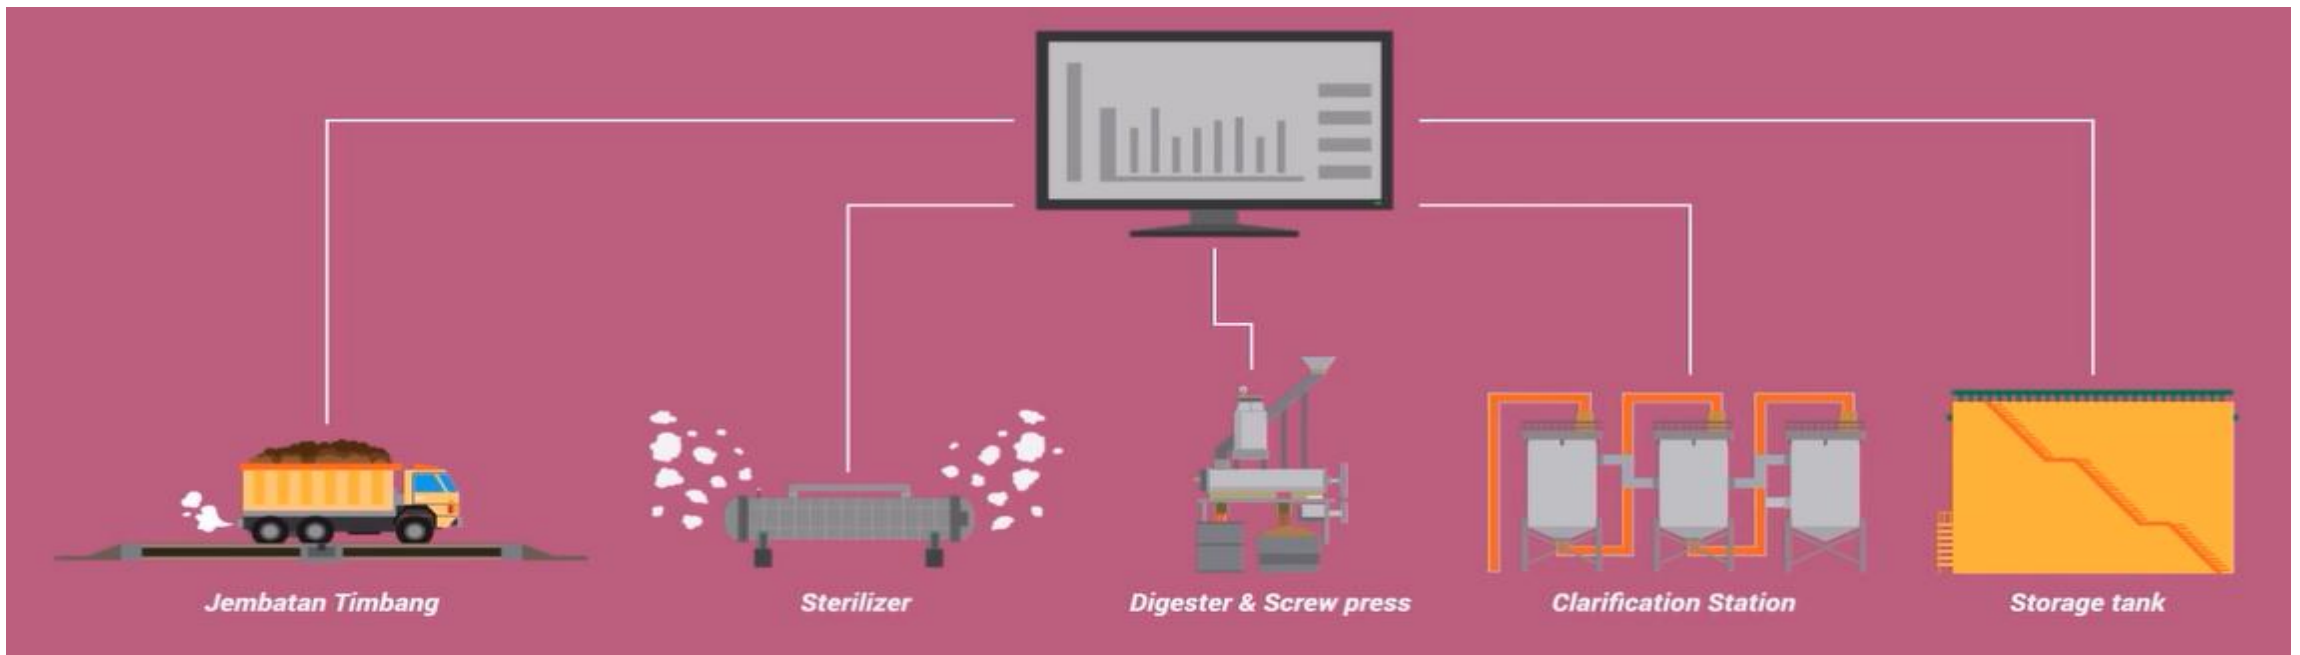 Jembatan Timbang
Sterilizer
Digester & Screw press
Clarification Station
Storage tank